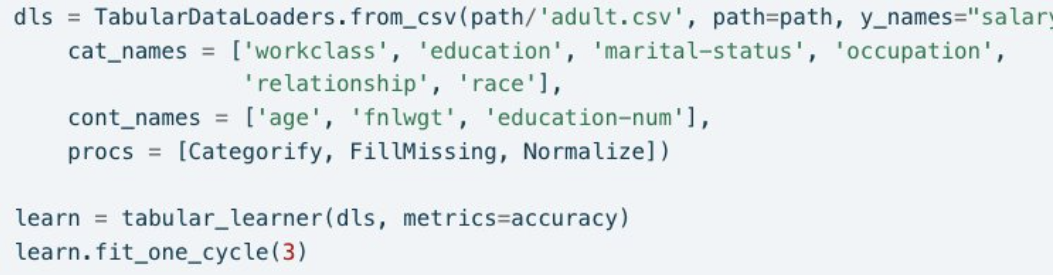 dls = TabularDataLoaders.from_csv(path/'adult.csv', path=path, y_names="salary
    cat_names = ['workclass', 'education', 'marital-status', 'occupation',
                 'relationship', 'race'],
    cont_names = ['age', 'fnlwgt', 'education-num'],
    procs = [Categorify, FillMissing, Normalize])

learn = tabular_learner(dls, metrics=accuracy)
learn.fit_one_cycle(3)